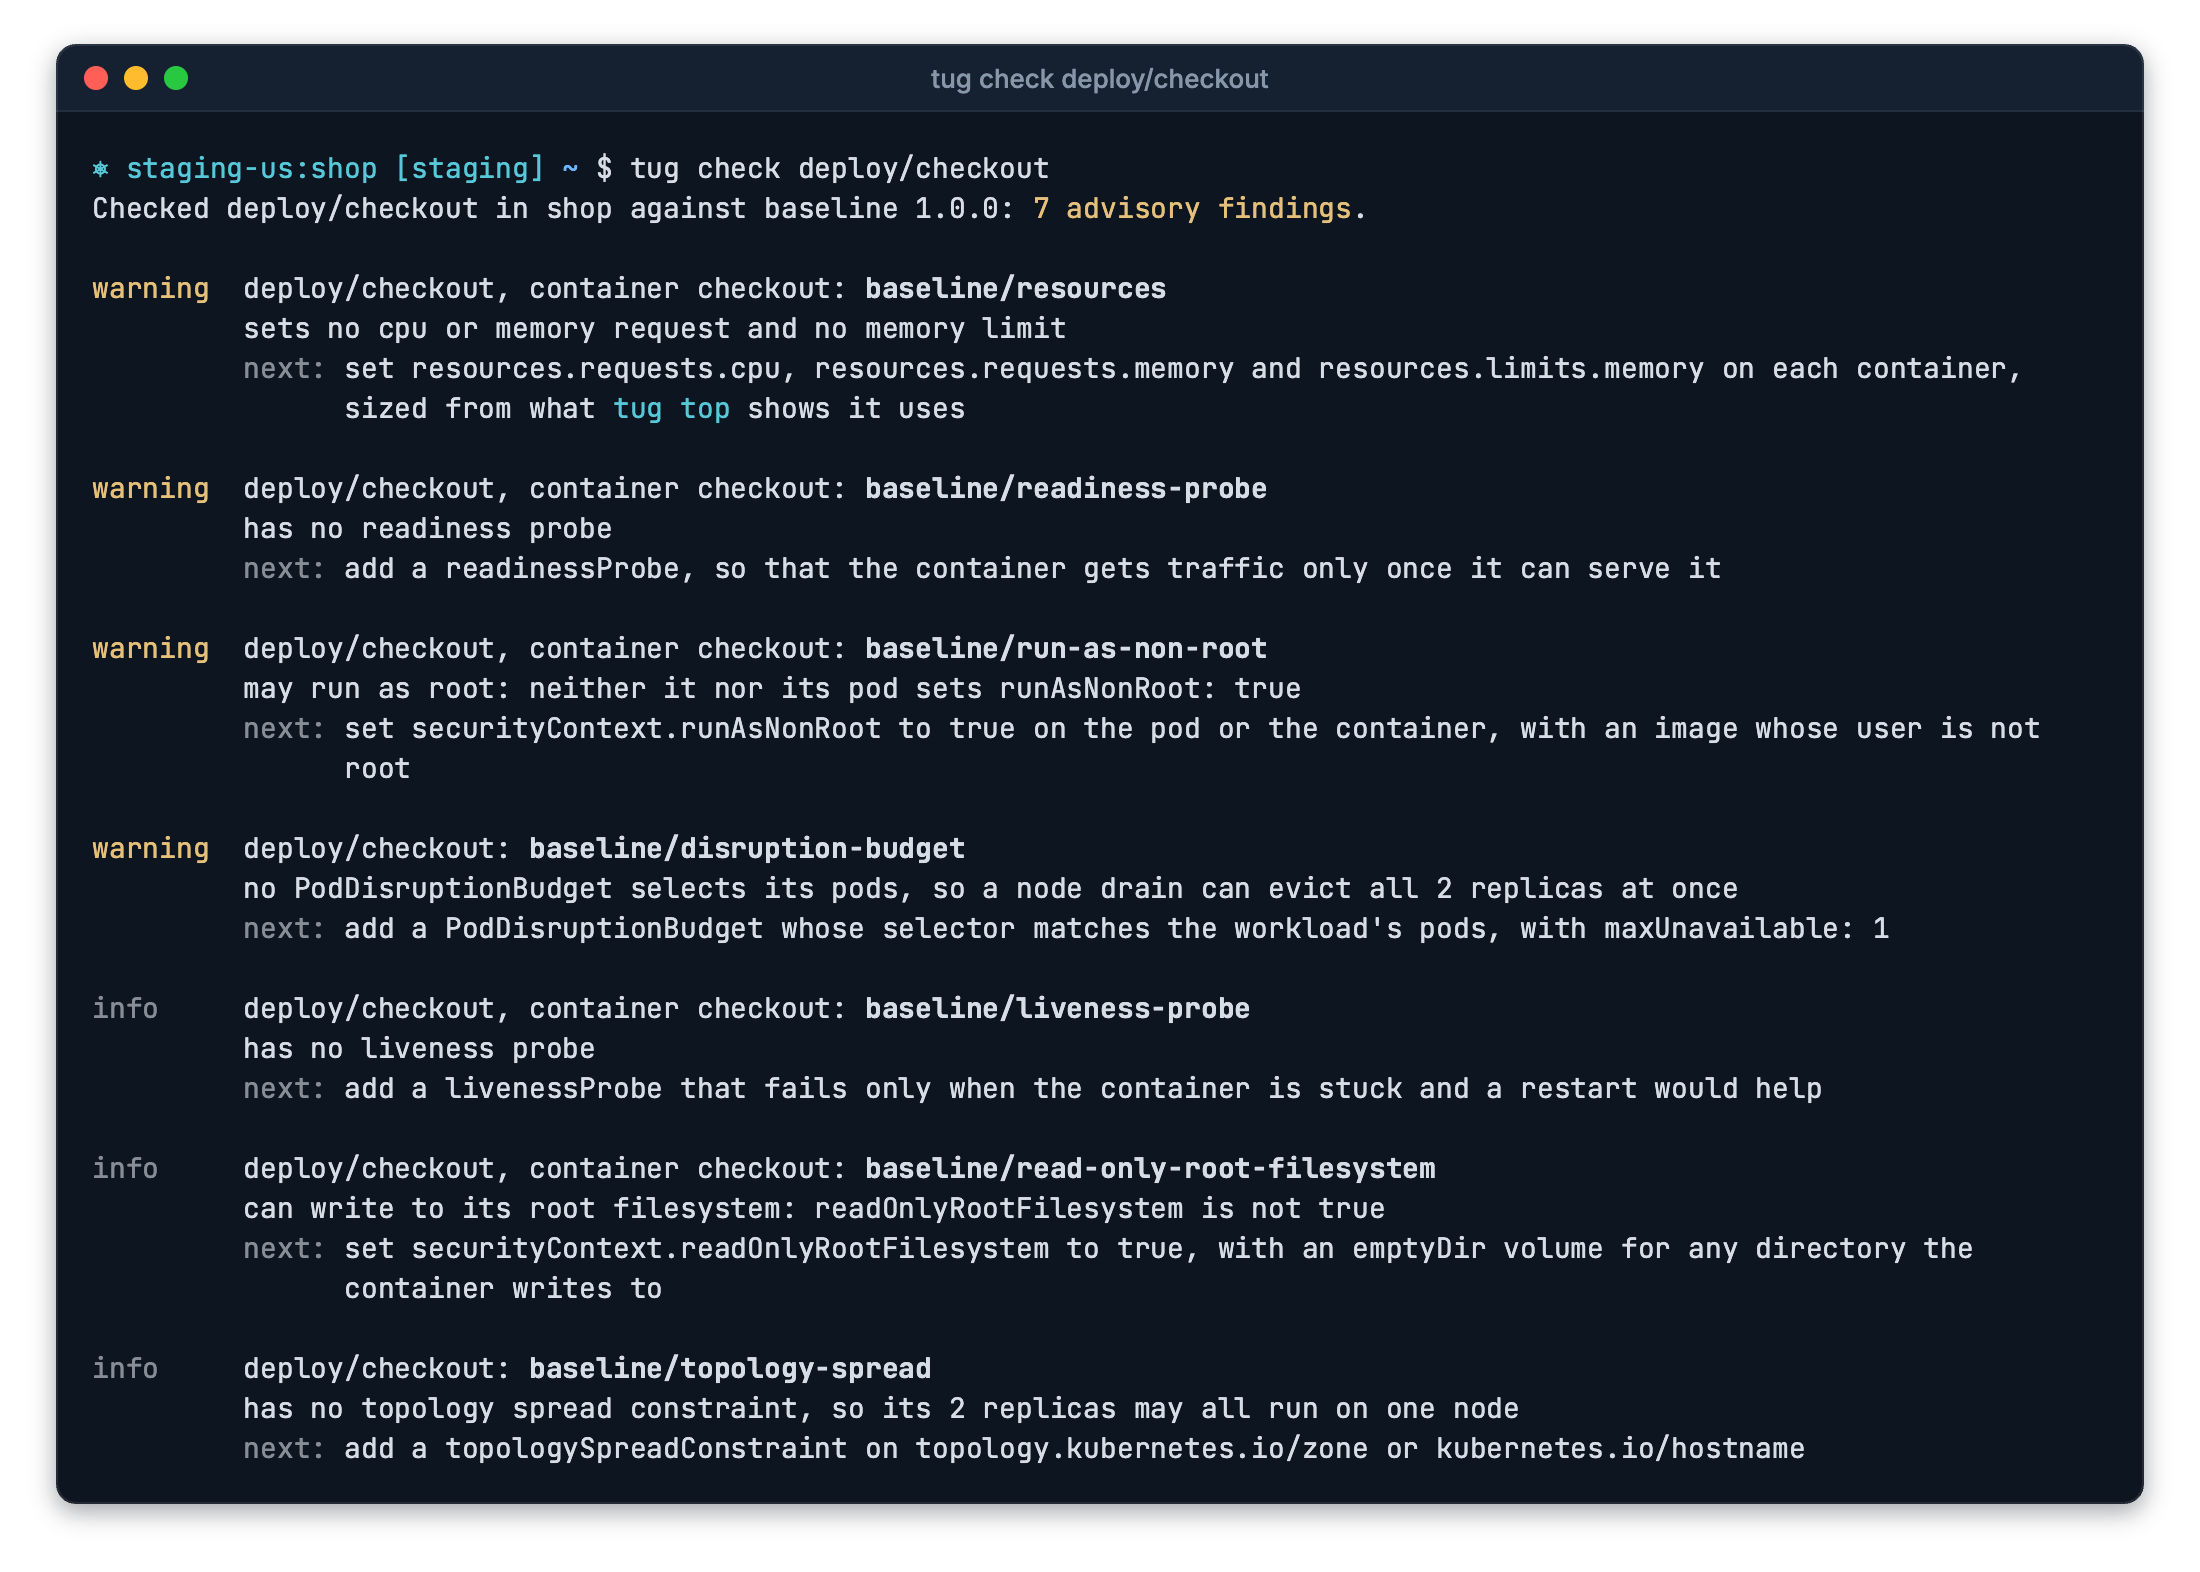 tug check deploy/checkout
⎈ staging-us:shop [staging] ~ $ tug check deploy/checkout
Checked deploy/checkout in shop against baseline 1.0.0: 7 advisory findings.
warning  deploy/checkout, container checkout: baseline/resources
         sets no cpu or memory request and no memory limit
         next: set resources.requests.cpu, resources.requests.memory and resources.limits.memory on each container,
               sized from what tug top shows it uses
warning  deploy/checkout, container checkout: baseline/readiness-probe
         has no readiness probe
         next: add a readinessProbe, so that the container gets traffic only once it can serve it
warning  deploy/checkout, container checkout: baseline/run-as-non-root
         may run as root: neither it nor its pod sets runAsNonRoot: true
         next: set securityContext.runAsNonRoot to true on the pod or the container, with an image whose user is not
               root
warning  deploy/checkout: baseline/disruption-budget
         no PodDisruptionBudget selects its pods, so a node drain can evict all 2 replicas at once
         next: add a PodDisruptionBudget whose selector matches the workload's pods, with maxUnavailable: 1
info     deploy/checkout, container checkout: baseline/liveness-probe
         has no liveness probe
         next: add a livenessProbe that fails only when the container is stuck and a restart would help
info     deploy/checkout, container checkout: baseline/read-only-root-filesystem
         can write to its root filesystem: readOnlyRootFilesystem is not true
         next: set securityContext.readOnlyRootFilesystem to true, with an emptyDir volume for any directory the
               container writes to
info     deploy/checkout: baseline/topology-spread
         has no topology spread constraint, so its 2 replicas may all run on one node
         next: add a topologySpreadConstraint on topology.kubernetes.io/zone or kubernetes.io/hostname